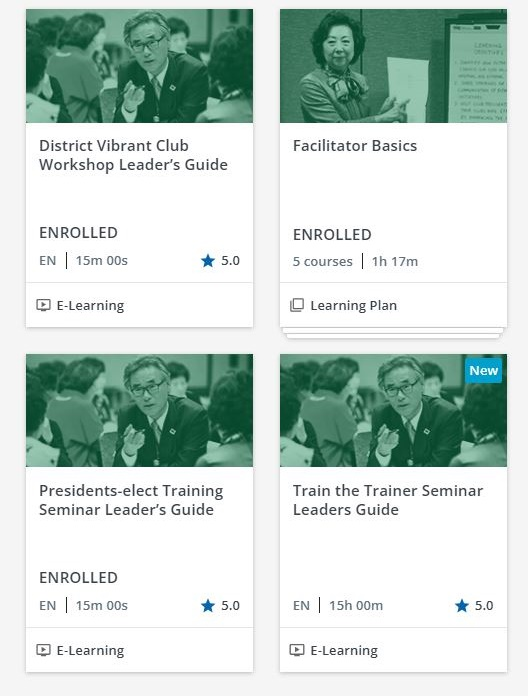 District Vibrant Club
Workshop Leader's Guide
ENROLLED
EN | 15m 00s
5.0
E-Learning
LEARNING
OBJECTIVES
Facilitator Basics
ENROLLED
5 courses | 1h 17m
Learning Plan
Presidents-elect Training
Seminar Leader's Guide
ENROLLED
EN | 15m 00s
5.0
E-Learning
New
Train the Trainer Seminar
Leaders Guide
EN | 15h 00m
5.0
E-Learning